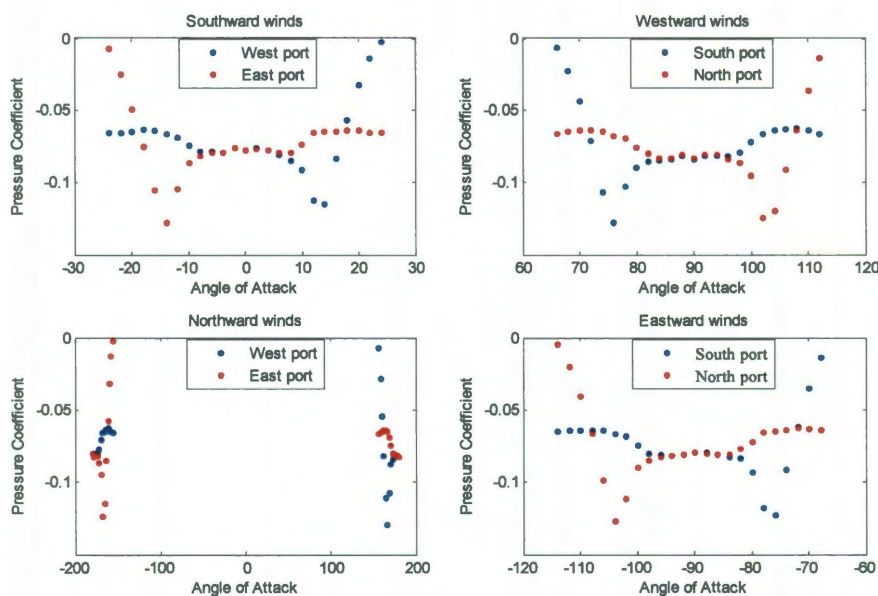 Southward winds
West port
East port
0
-0.05
-0.1
Pressure Coefficient
-30 -20 -10 0 10 20 30
Angle of Attack
Westward winds
South port
North port
0
-0.05
-0.1
Pressure Coefficient
60 70 80 90 100 110 120
Angle of Attack
Northward winds
West port
East port
0
-0.05
-0.1
Pressure Coefficient
-200 -100 0 100 200
Angle of Attack
Eastward winds
South port
North port
0
-0.05
-0.1
Pressure Coefficient
-120 -110 -100 -90 -80 -70 -60
Angle of Attack